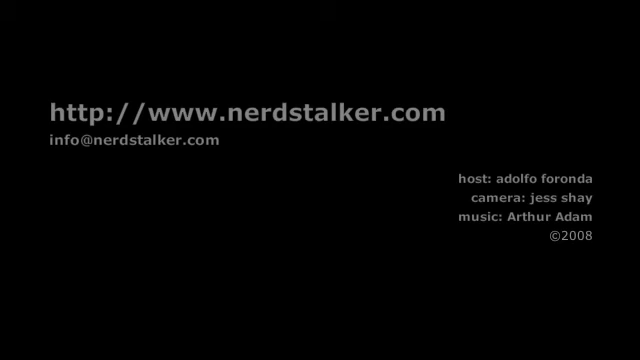 http://www.nerdstalker.com
info@nerdstalker.com
host: adolfo foronda
camera: jess shay
music: Arthur Adam
©2008